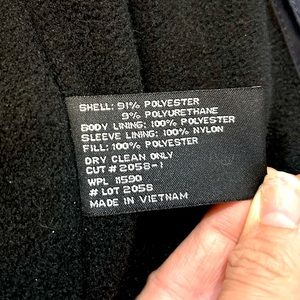 SHELL: 91% POLYESTER
9% POLYURETHANE
BODY LINING: 100% POLYESTER
SLEEVE LINING: 100% NYLON
FILL: 100% POLYESTER
DRY CLEAN ONLY
CUT # 2058-1
WPL 11590
# LOT 2058
MADE IN VIETNAM